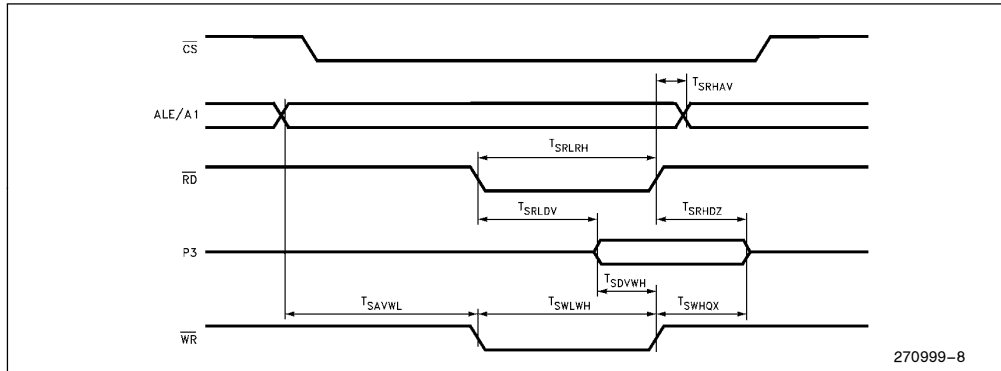 CS
T_SRHAV
ALE/A1
T_SRLRH
RD
T_SRLDV
T_SRHDZ
P3
T_SDVWH
T_SAVWL
T_SWLWH
T_SWHQX
WR
270999-8